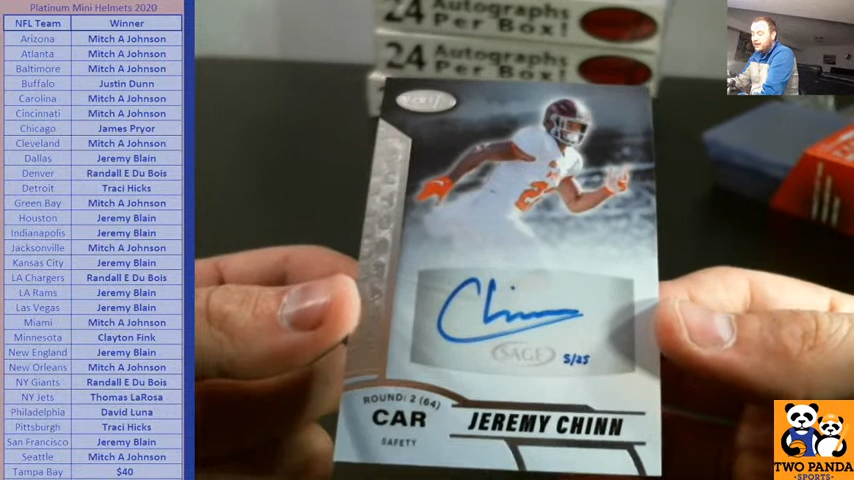 Platinum Mini Helmets 2020
NFL Team Winner
Arizona Mitch A Johnson
Atlanta Mitch A Johnson
Baltimore Mitch A Johnson
Buffalo Justin Dunn
Carolina Mitch A Johnson
Cincinnati Mitch A Johnson
Chicago James Pryor
Cleveland Mitch A Johnson
Dallas Jeremy Blain
Denver Randall E Du Bois
Detroit Traci Hicks
Green Bay Mitch A Johnson
Houston Jeremy Blain
Indianapolis Jeremy Blain
Jacksonville Mitch A Johnson
Kansas City Jeremy Blain
LA Chargers Randall E Du Bois
LA Rams Jeremy Blain
Las Vegas Jeremy Blain
Miami Mitch A Johnson
Minnesota Clayton Fink
New England Jeremy Blain
New Orleans Mitch A Johnson
NY Giants Randall E Du Bois
NY Jets Thomas LaRosa
Philadelphia David Luna
Pittsburgh Traci Hicks
San Francisco Jeremy Blain
Seattle Mitch A Johnson
Tampa Bay $40
24 Autographs
Per Box!
24 Autographs
Per Box!
Chinn
SAGE
5/25
ROUND: 2 (64)
CAR
SAFETY
JEREMY CHINN
TWO PANDA
SPORTS